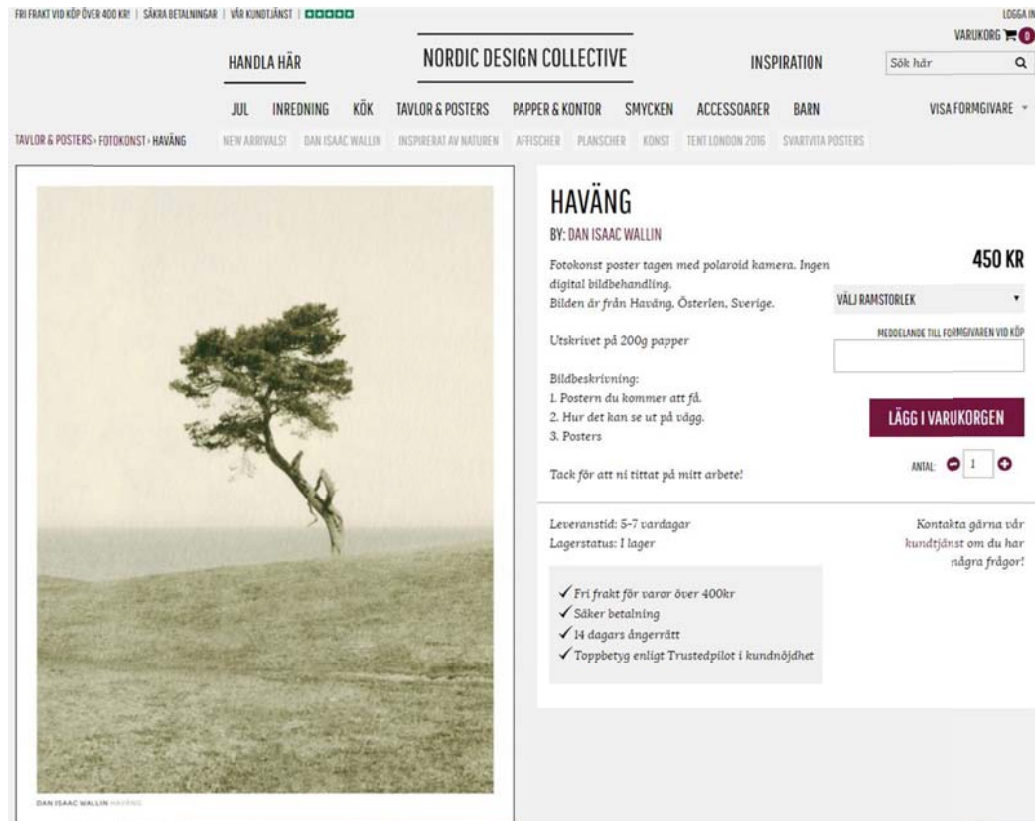 FRI FRAKT VID KÖP ÖVER 400 KR! | SÄKRA BETALNINGAR | VÅR KUNDTJÄNST |
LOGGA IN
VARUKORG 0
HANDLA HÄR
NORDIC DESIGN COLLECTIVE
INSPIRATION
Sök här
JUL INREDNING KÖK TAVLOR & POSTERS PAPPER & KONTOR SMYCKEN ACCESSOARER BARN
VISA FORMGIVARE
TAVLOR & POSTERS› FOTOKONST › HAVÄNG
NEW ARRIVALS! DAN ISAAC WALLIN INSPIRERAT AV NATUREN AFFISCHER PLANSCHER KONST TENT LONDON 2016 SVARTVITA POSTERS
HAVÄNG
BY: DAN ISAAC WALLIN
Fotokonst poster tagen med polaroid kamera. Ingen
digital bildbehandling.
Bilden är från Haväng, Österlen, Sverige.
Utskrivet på 200g papper
Bildbeskrivning:
1. Postern du kommer att få.
2. Hur det kan se ut på vägg.
3. Posters
Tack för att ni tittat på mitt arbete!
450 KR
VÄLJ RAMSTORLEK
MEDDELANDE TILL FORMGIVAREN VID KÖP
LÄGG I VARUKORGEN
ANTAL: 1
Leveranstid: 5-7 vardagar
Lagerstatus: I lager
Kontakta gärna vår
kundtjänst om du har
några frågor!
Fri frakt för varor över 400kr
Säker betalning
14 dagars ångerrätt
Toppbetyg enligt Trustedpilot i kundnöjdhet
DAN ISAAC WALLIN HAVÄNG